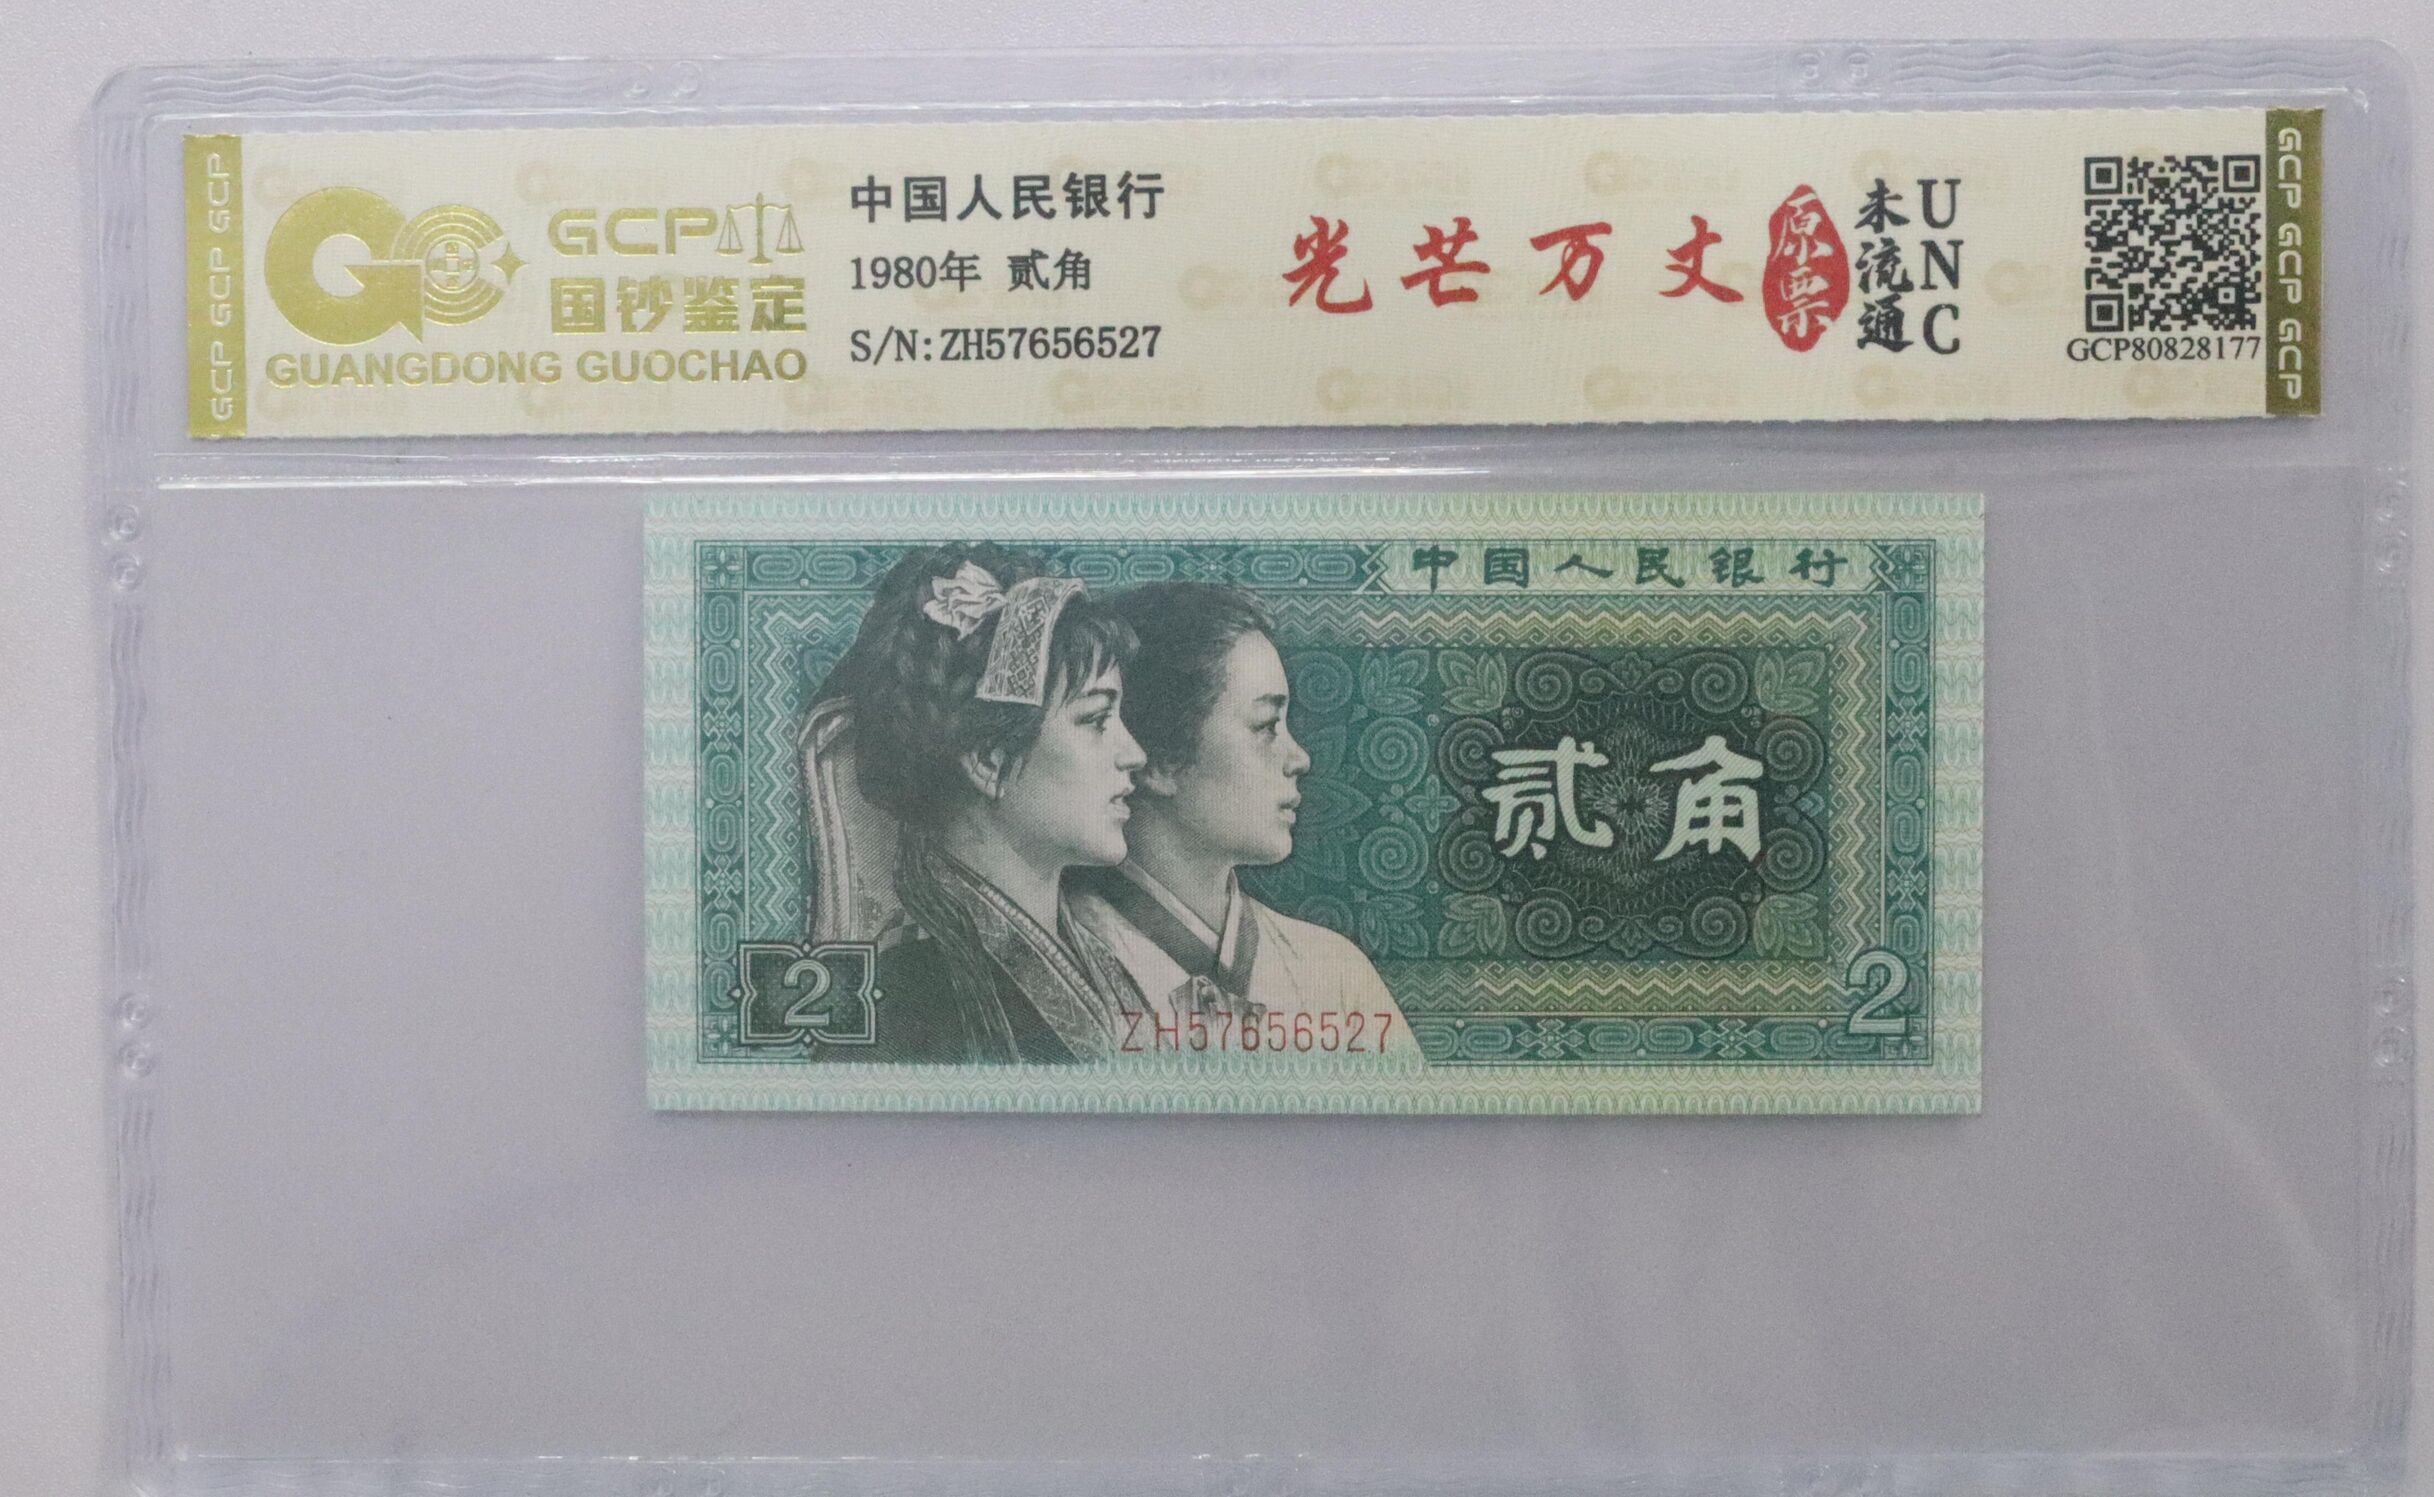 GCP GCP GCP
GCP
国钞鉴定
GUANGDONG GUOCHAO
中国人民银行
1980年 贰角
S/N:ZH57656527
光芒万丈
原票
未流通
UNC
GCP80828177
GCP GCP GCP
中国人民银行
贰角
2
2
ZH57656527